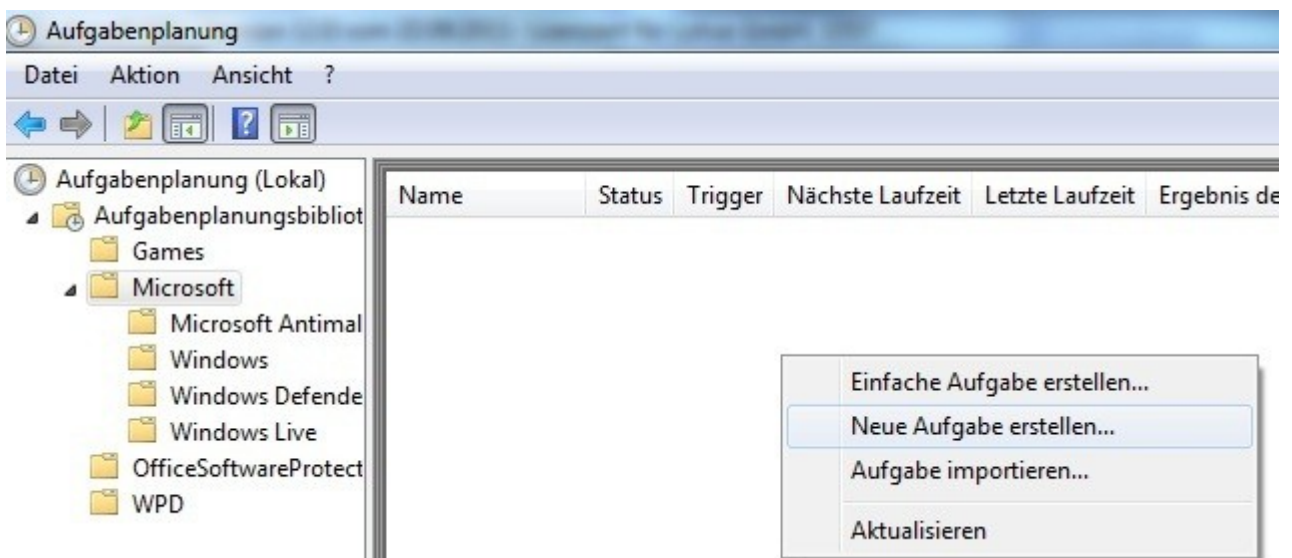 Aufgabenplanung
Datei Aktion Ansicht ?
Aufgabenplanung (Lokal)
Aufgabenplanungsbibliot
Games
Microsoft
Microsoft Antimal
Windows
Windows Defende
Windows Live
OfficeSoftwareProtect
WPD
Name Status Trigger Nächste Laufzeit Letzte Laufzeit Ergebnis de
Einfache Aufgabe erstellen...
Neue Aufgabe erstellen...
Aufgabe importieren...
Aktualisieren